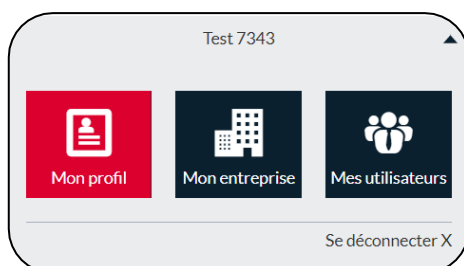 Test 7343
Mon profil
Mon entreprise
Mes utilisateurs
Se déconnecter X